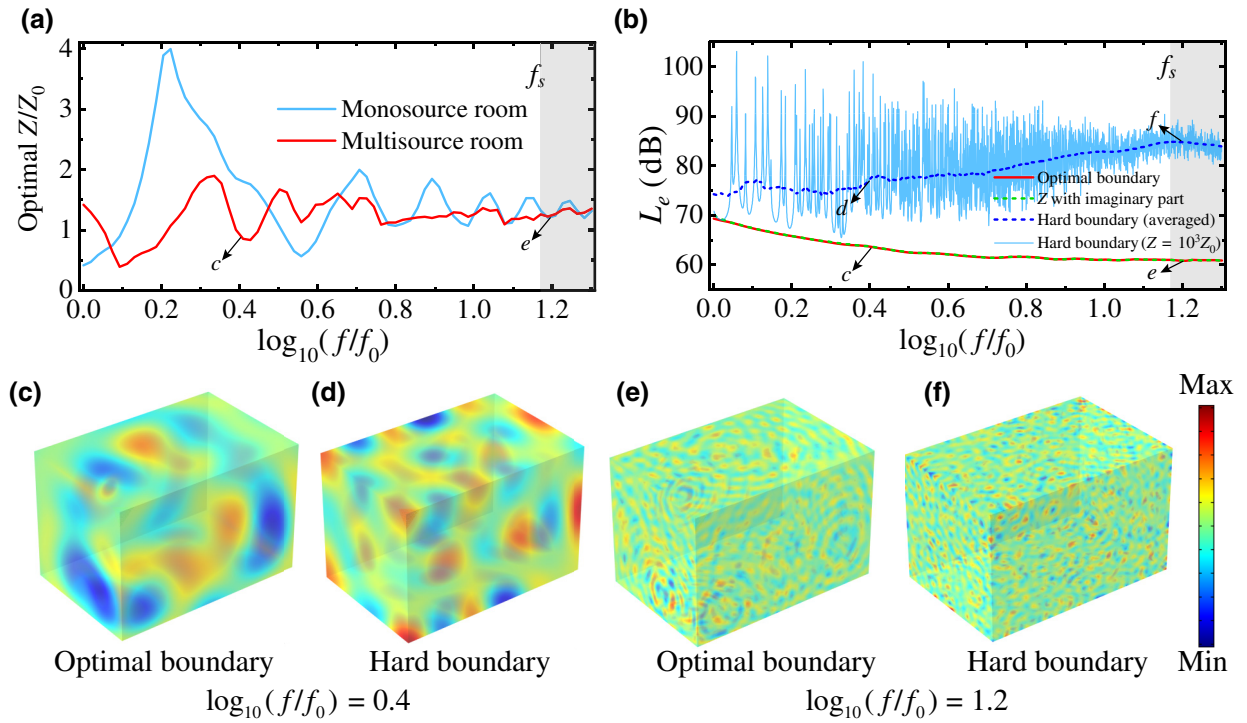 (a)
4
3
2
1
0
Optimal Z/Z₀
f_s
Monosource room
Multisource room
c
e
0.0 0.2 0.4 0.6 0.8 1.0 1.2
log₁₀(f/f₀)
(b)
100
90
80
70
60
L_e (dB)
f_s
f
d
Optimal boundary
Z with imaginary part
Hard boundary (averaged)
Hard boundary (Z = 10³Z₀)
c
e
0.0 0.2 0.4 0.6 0.8 1.0 1.2
log₁₀(f/f₀)
(c)
(d)
(e)
(f)
Max
Min
Optimal boundary
Hard boundary
Optimal boundary
Hard boundary
log₁₀(f/f₀) = 0.4
log₁₀(f/f₀) = 1.2